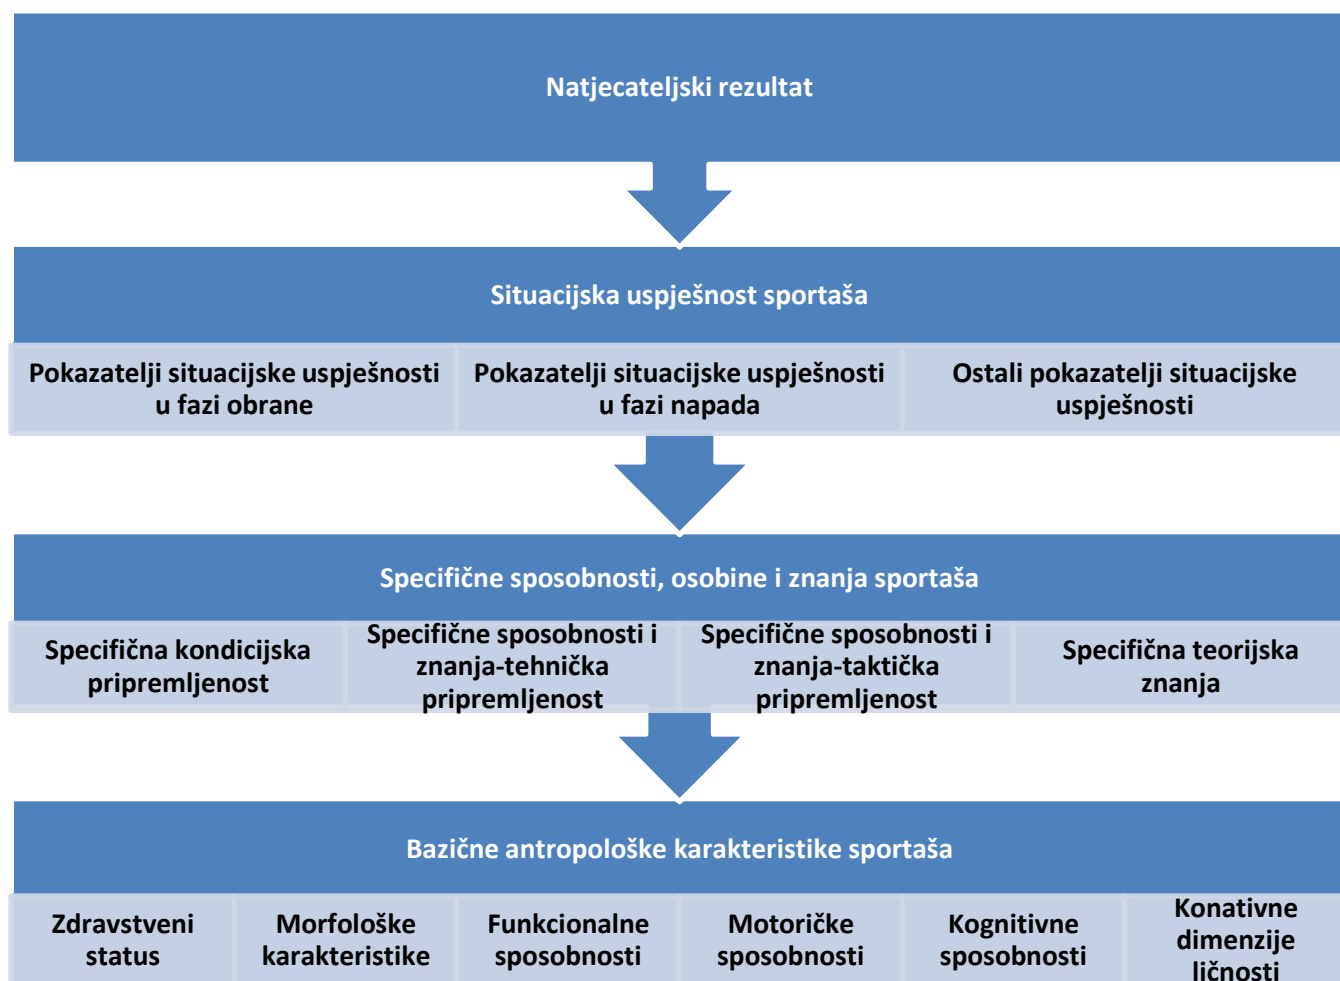 Natjecateljski rezultat
Situacijska uspješnost sportaša
Pokazatelji situacijske uspješnosti
u fazi obrane
Pokazatelji situacijske uspješnosti
u fazi napada
Ostali pokazatelji situacijske
uspješnosti
Specifične sposobnosti, osobine i znanja sportaša
Specifična kondicijska
pripremljenost
Specifične sposobnosti i
znanja-tehnička
pripremljenost
Specifične sposobnosti i
znanja-taktička
pripremljenost
Specifična teorijska
znanja
Bazične antropološke karakteristike sportaša
Zdravstveni
status
Morfološke
karakteristike
Funkcionalne
sposobnosti
Motoričke
sposobnosti
Kognitivne
sposobnosti
Konativne
dimenzije
ličnosti